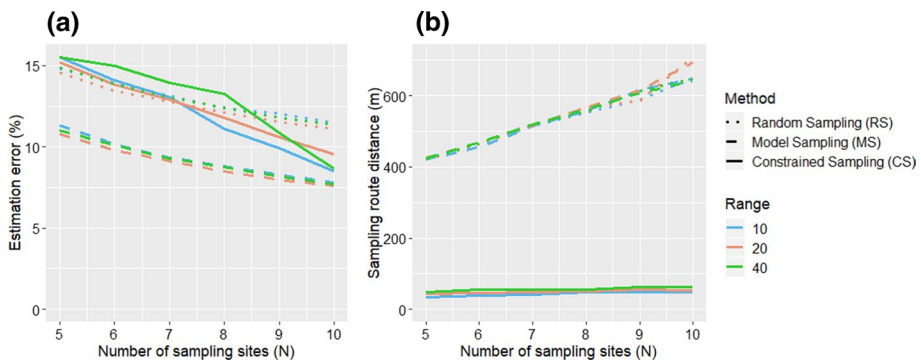 (a)
Estimation error (%)
15
10
5
0
5 6 7 8 9 10
Number of sampling sites (N)
(b)
Sampling route distance (m)
600
400
200
0
5 6 7 8 9 10
Number of sampling sites (N)
Method
Random Sampling (RS)
Model Sampling (MS)
Constrained Sampling (CS)
Range
10
20
40